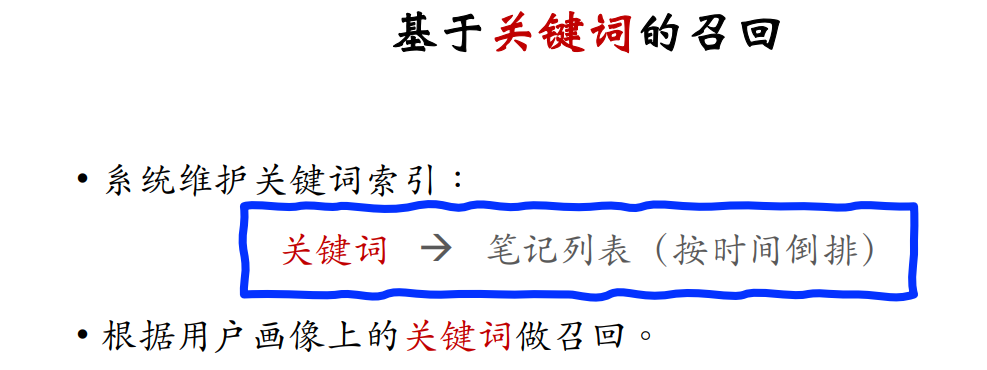 基于关键词的召回
• 系统维护关键词索引：
关键词 → 笔记列表（按时间倒排）
• 根据用户画像上的关键词做召回。